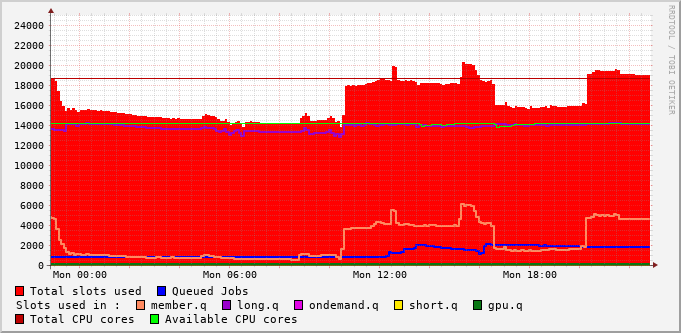 RRDTOOL / TOBI OETIKER
24000
22000
20000
18000
16000
14000
12000
10000
8000
6000
4000
2000
0
Mon 00:00 Mon 06:00 Mon 12:00 Mon 18:00
Total slots used Queued Jobs
Slots used in : member.q long.q ondemand.q short.q gpu.q
Total CPU cores Available CPU cores